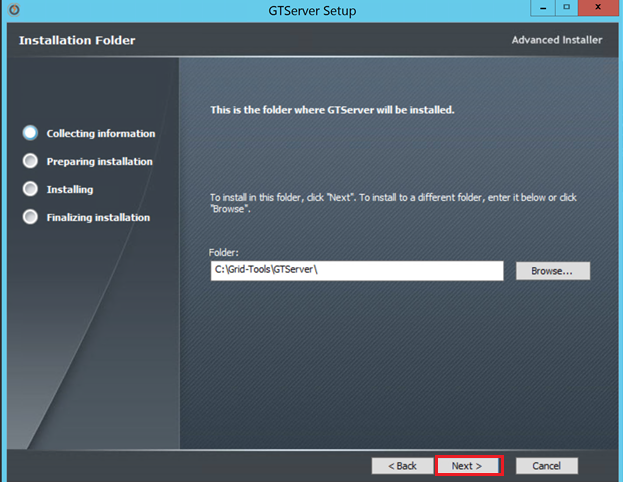 GTServer Setup
Installation Folder
Advanced Installer
This is the folder where GTServer will be installed.
Collecting information
Preparing installation
Installing
Finalizing installation
To install in this folder, click "Next". To install to a different folder, enter it below or click
"Browse".
Folder:
C:\Grid-Tools\GTServer\
Browse...
< Back
Next >
Cancel